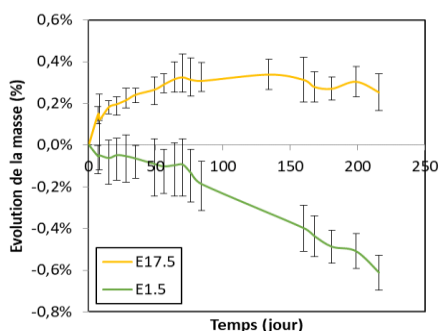 0,6%
0,4%
0,2%
0,0%
-0,2%
-0,4%
-0,6%
-0,8%
Evolution de la masse (%)
0 50 100 150 200 250
E17.5
E1.5
Temps (jour)